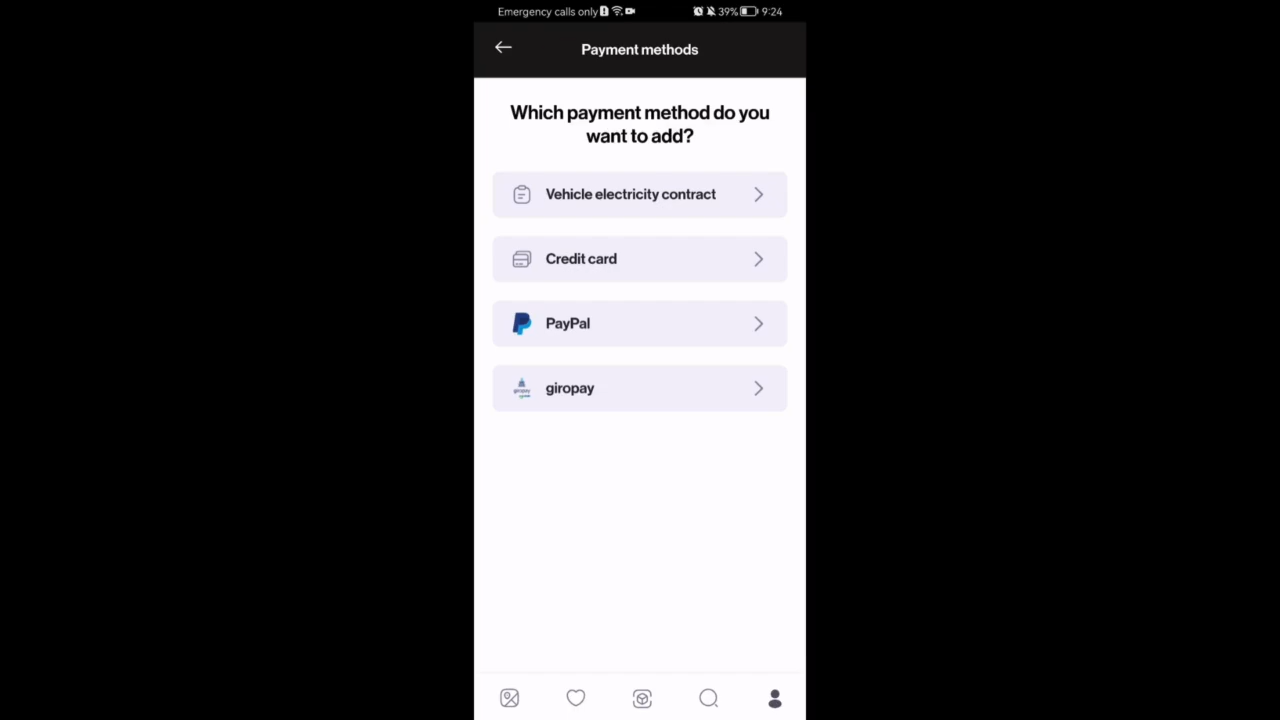 Emergency calls only
39% 9:24
Payment methods
Which payment method do you
want to add?
Vehicle electricity contract
Credit card
PayPal
giropay
giropay